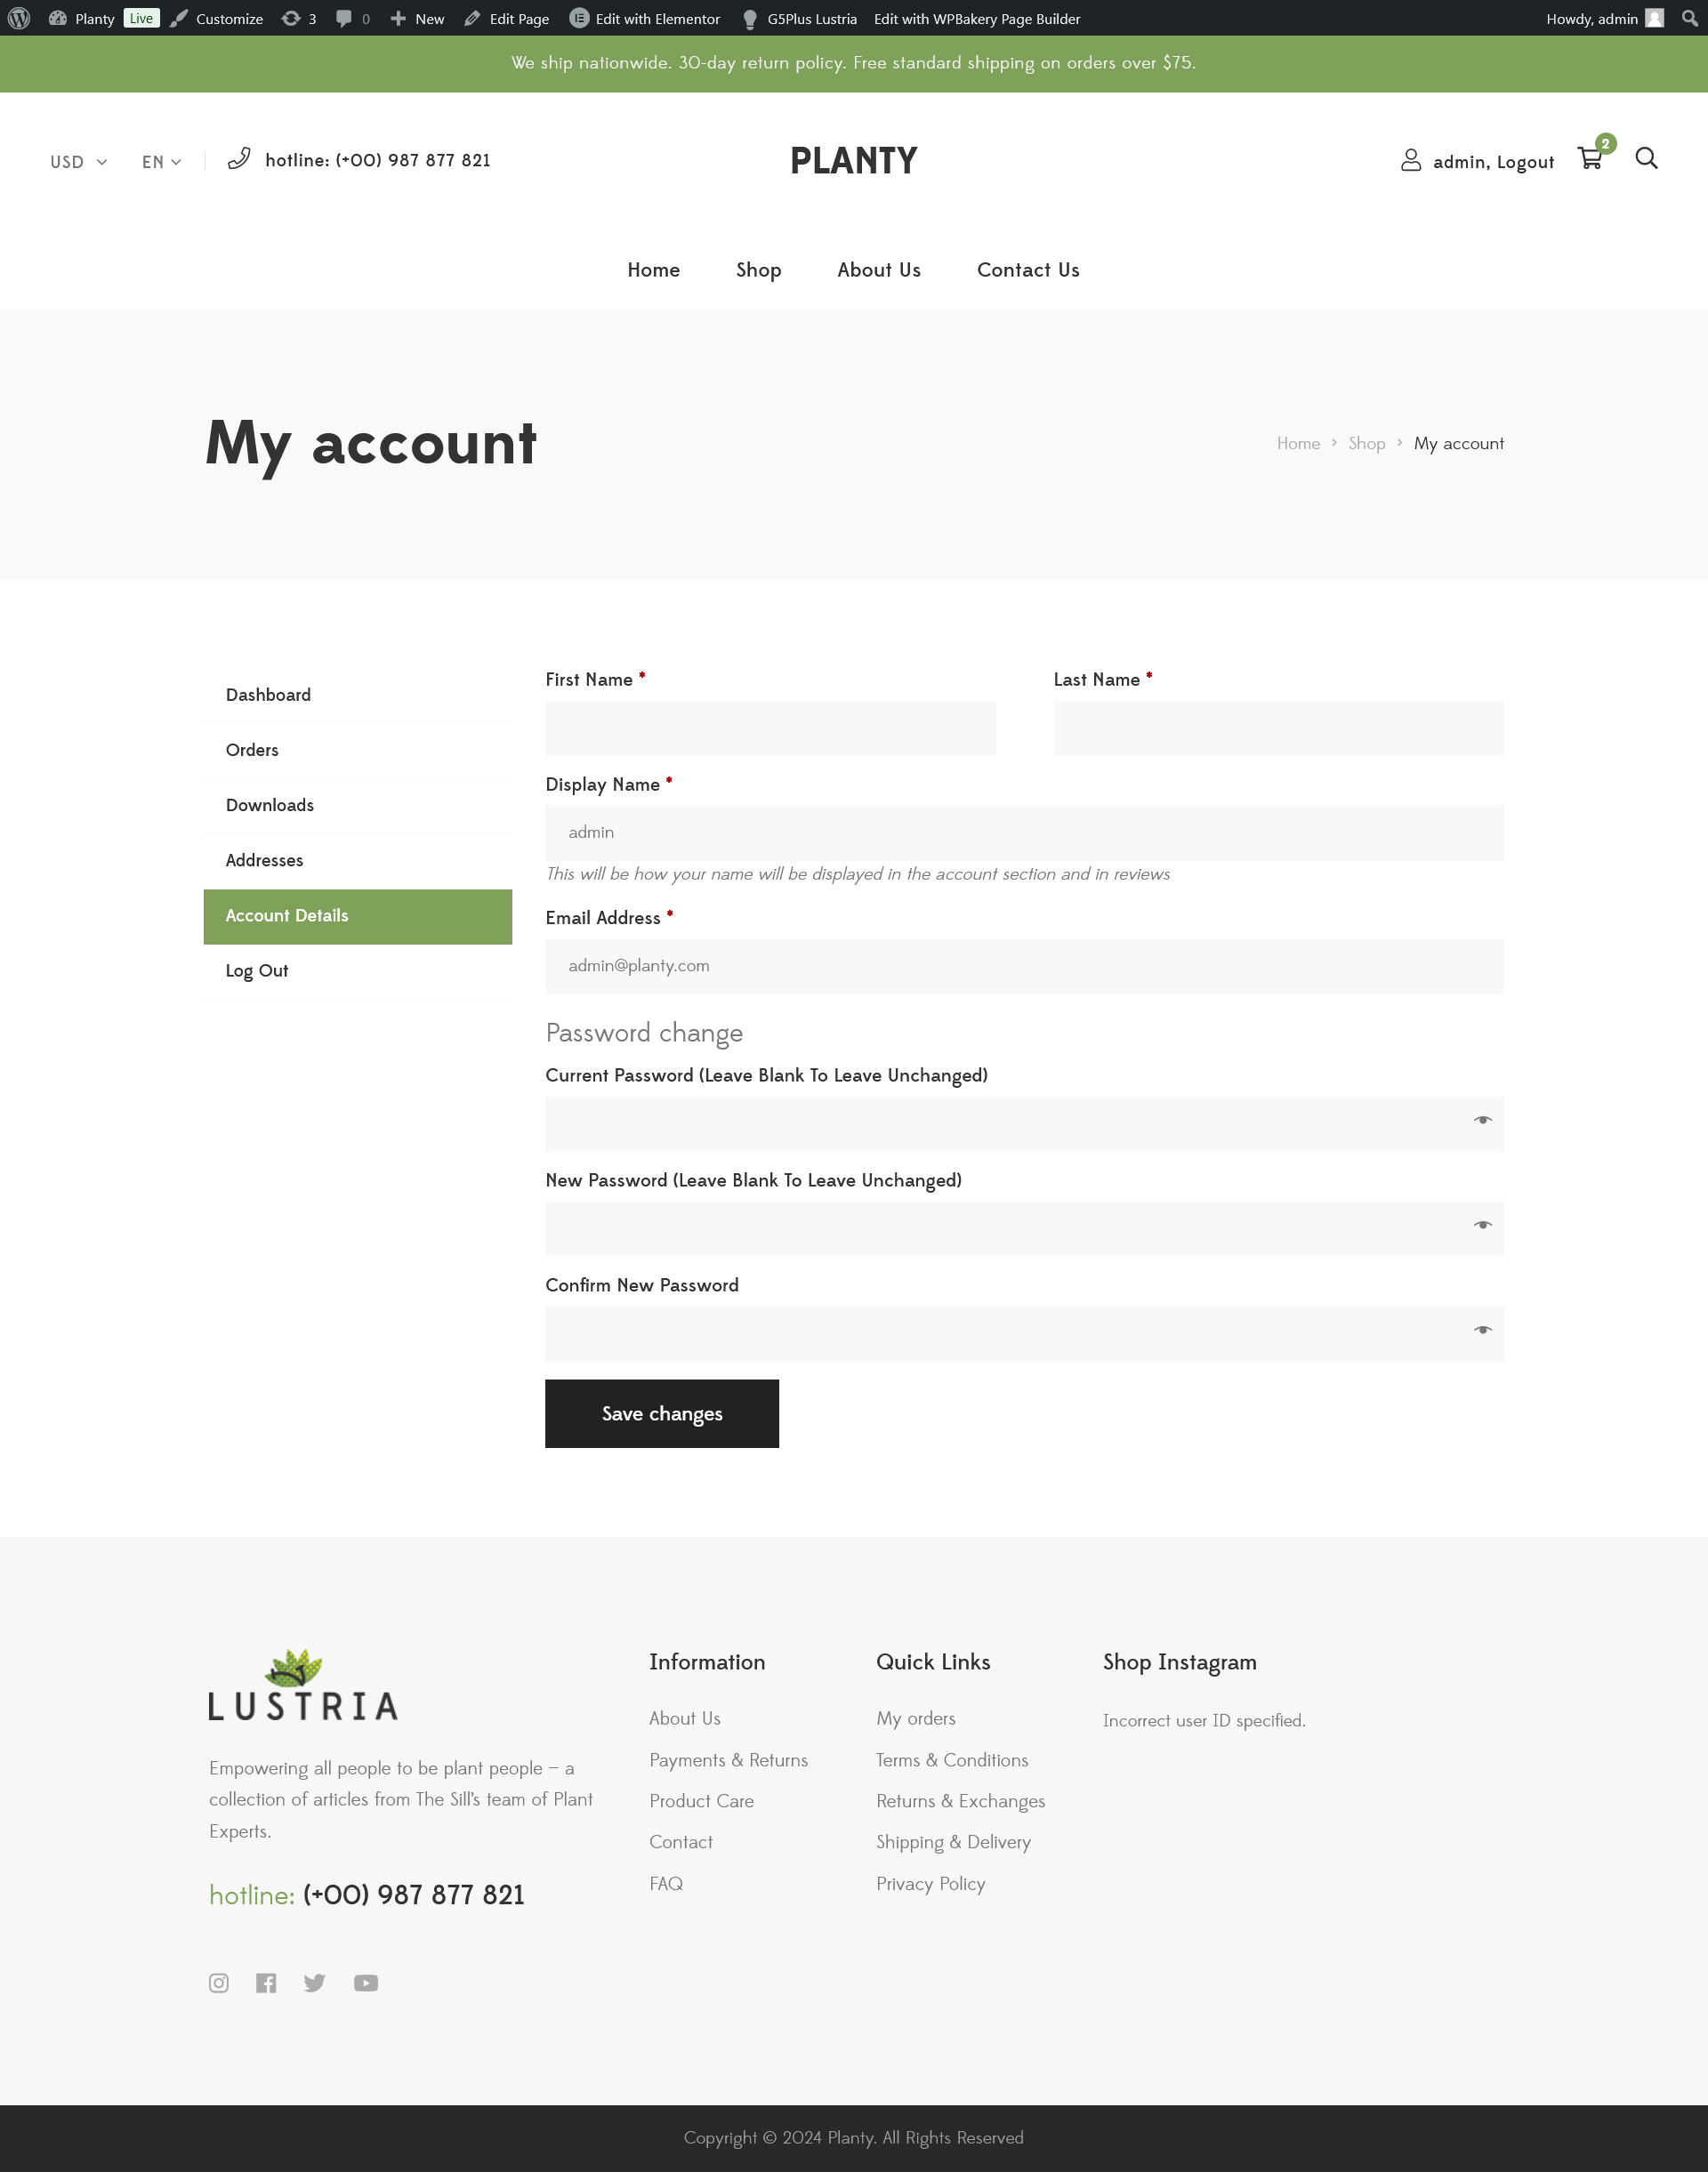 Planty Live Customize 3 0 New Edit Page Edit with Elementor G5Plus Lustria Edit with WPBakery Page Builder Howdy, admin
We ship nationwide. 30-day return policy. Free standard shipping on orders over $75.
USD EN hotline: (+00) 987 877 821 PLANTY admin, Logout 2
Home Shop About Us Contact Us
My account
Home > Shop > My account
Dashboard
Orders
Downloads
Addresses
Account Details
Log Out
First Name * Last Name *
Display Name *
admin
This will be how your name will be displayed in the account section and in reviews
Email Address *
admin@planty.com
Password change
Current Password (Leave Blank To Leave Unchanged)
New Password (Leave Blank To Leave Unchanged)
Confirm New Password
Save changes
LUSTRIA
Empowering all people to be plant people – a
collection of articles from The Sill's team of Plant
Experts.
hotline: (+00) 987 877 821
Information
About Us
Payments & Returns
Product Care
Contact
FAQ
Quick Links
My orders
Terms & Conditions
Returns & Exchanges
Shipping & Delivery
Privacy Policy
Shop Instagram
Incorrect user ID specified.
Copyright © 2024 Planty. All Rights Reserved